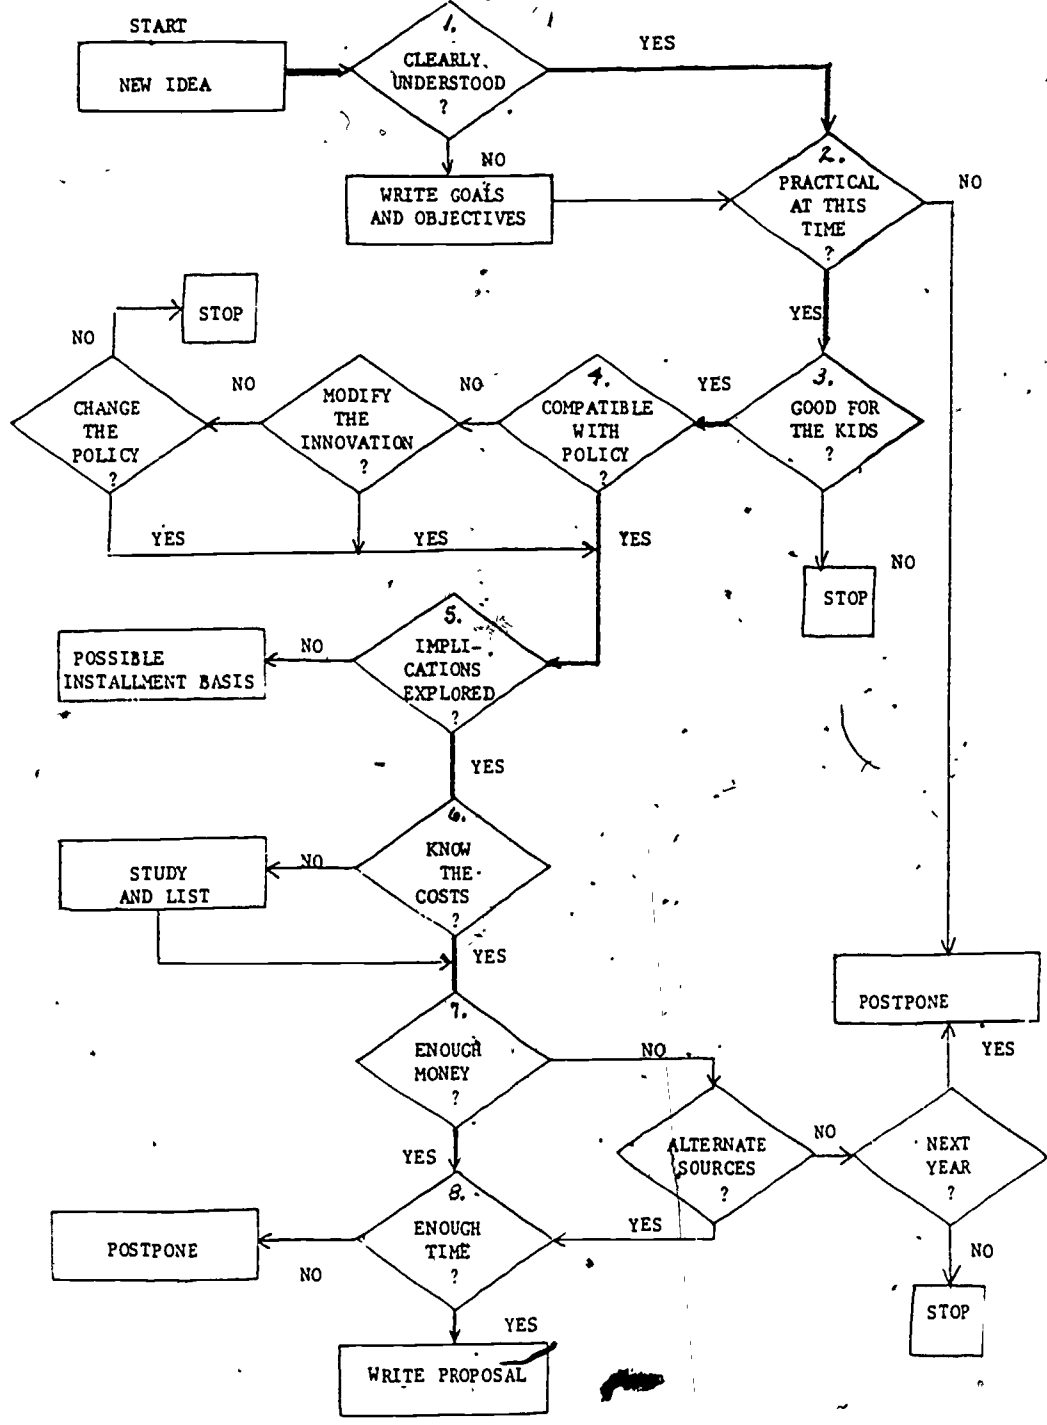 START
NEW IDEA
1.
CLEARLY
UNDERSTOOD
?
YES
NO
WRITE GOALS
AND OBJECTIVES
2.
PRACTICAL
AT THIS
TIME
?
NO
YES
STOP
NO
CHANGE
THE
POLICY
?
NO
MODIFY
THE
INNOVATION
?
NO
4.
COMPATIBLE
WITH
POLICY
?
YES
3.
GOOD FOR
THE KIDS
?
YES
YES
YES
NO
STOP
5.
IMPLI-
CATIONS
EXPLORED
?
NO
POSSIBLE
INSTALLMENT BASIS
YES
6.
KNOW
THE
COSTS
?
NO
STUDY
AND LIST
YES
7.
ENOUGH
MONEY
?
NO
POSTPONE
YES
ALTERNATE
SOURCES
?
NO
NEXT
YEAR
?
YES
8.
ENOUGH
TIME
?
YES
POSTPONE
NO
NO
STOP
YES
WRITE PROPOSAL